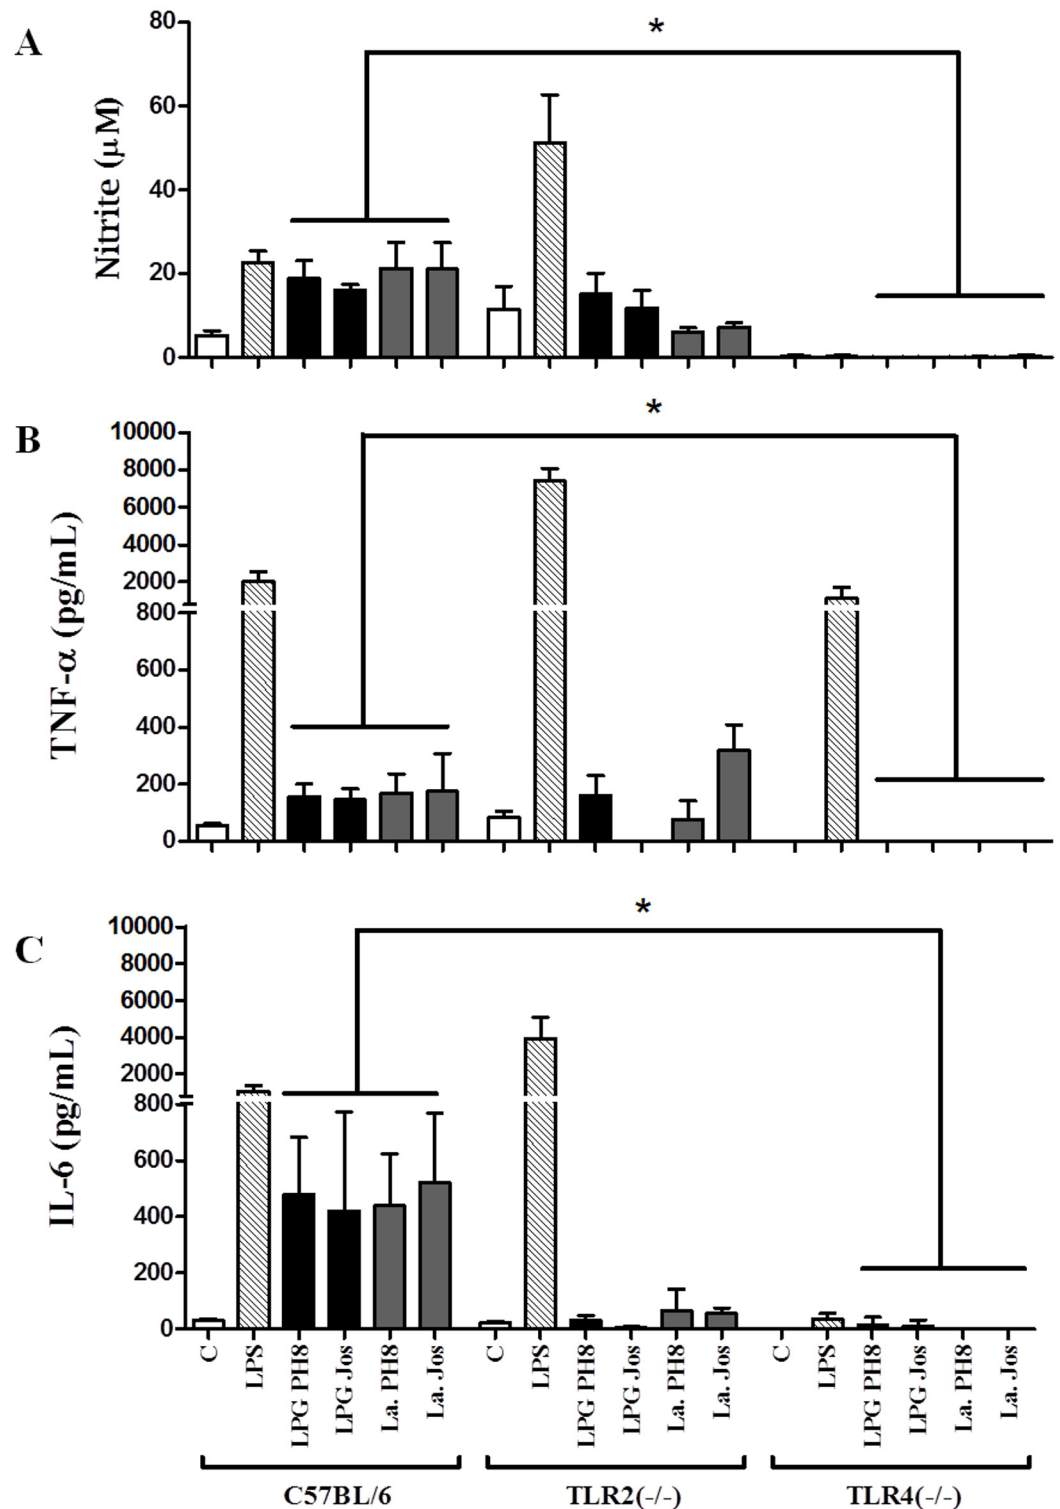 A
Nitrite (µM)
80
60
40
20
0
*
B
TNF-α (pg/mL)
10000
8000
6000
4000
2000
800
600
400
200
0
*
C
IL-6 (pg/mL)
10000
8000
6000
4000
2000
800
600
400
200
0
*
C
LPS
LPG PH8
LPG Jos
La. PH8
La. Jos
C
LPS
LPG PH8
LPG Jos
La. PH8
La. Jos
C
LPS
LPG PH8
LPG Jos
La. PH8
La. Jos
C57BL/6
TLR2(-/-)
TLR4(-/-)